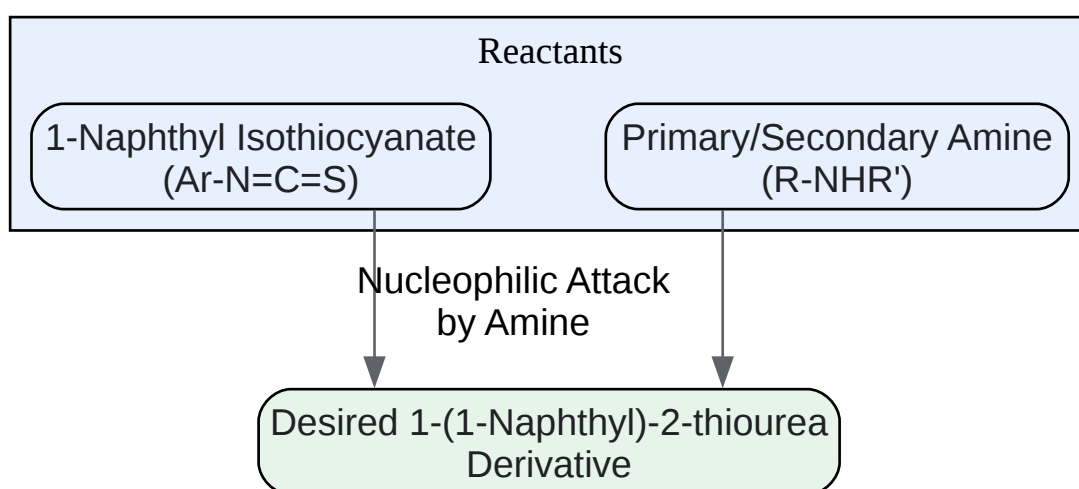 Reactants
1-Naphthyl Isothiocyanate
(Ar-N=C=S)
Primary/Secondary Amine
(R-NHR')
Nucleophilic Attack
by Amine
Desired 1-(1-Naphthyl)-2-thiourea
Derivative